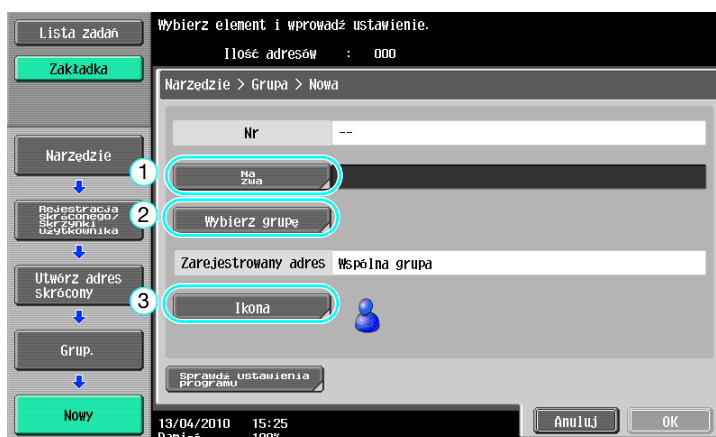 Lista zadań
Zakładka
Narzędzie
Rejestracja
skróconego/
Skrzynki
użytkownika
Utwórz adres
skrócony
Grup.
Nowy
Wybierz element i wprowadź ustawienie.
Ilość adresów : 000
Narzędzie > Grupa > Nowa
Nr --
1 Na
zwa
2 Wybierz grupę
Zarejestrowany adres Wspólna grupa
3 Ikona
Sprawdź ustawienia
programu
13/04/2010 15:25
Pamięć 100%
Anuluj OK